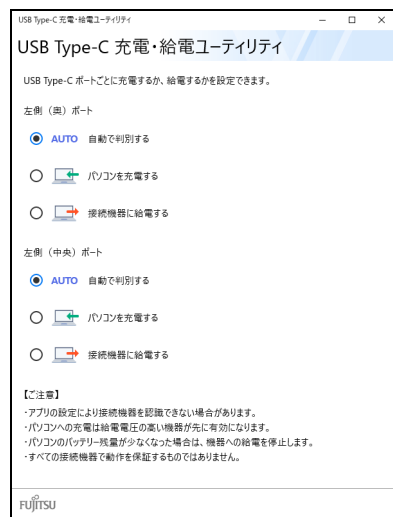 USB Type-C 充電・給電ユーティリティ
USB Type-C 充電・給電ユーティリティ
USB Type-C ポートごとに充電するか、給電するかを設定できます。
左側（奥）ポート
AUTO 自動で判別する
パソコンを充電する
接続機器に給電する
左側（中央）ポート
AUTO 自動で判別する
パソコンを充電する
接続機器に給電する
【ご注意】
・アプリの設定により接続機器を認識できない場合があります。
・パソコンへの充電は給電電圧の高い機器が先に有効になります。
・パソコンのバッテリー残量が少なくなった場合は、機器への給電を停止します。
・すべての接続機器で動作を保証するものではありません。
FUJITSU